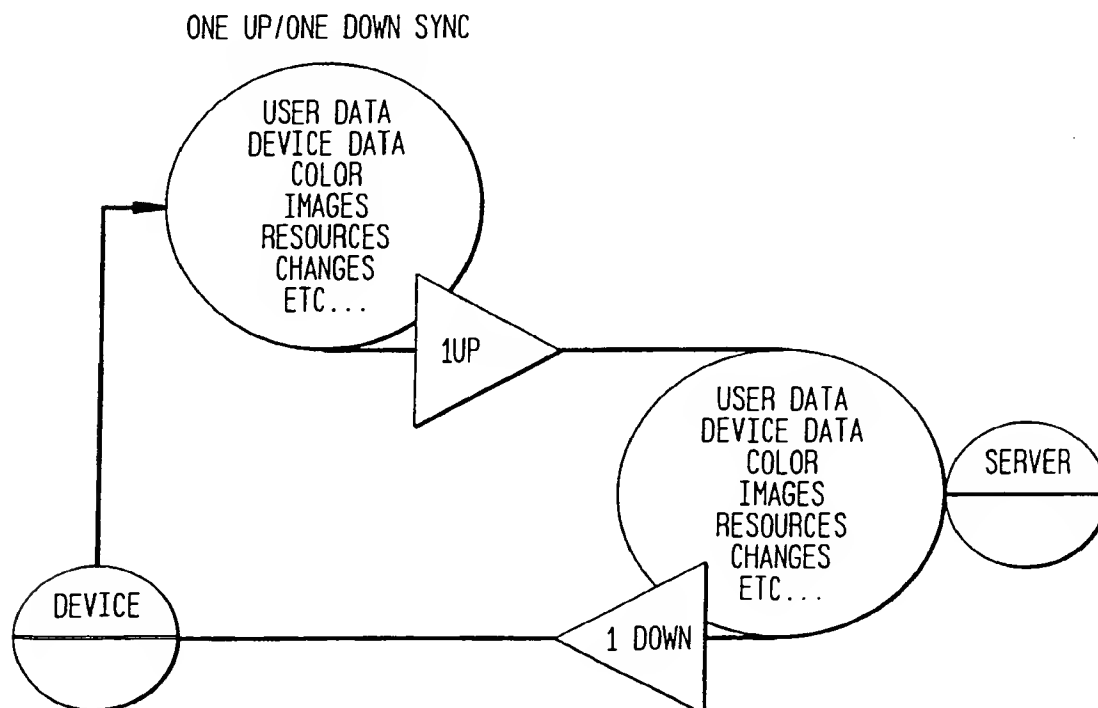 ONE UP/ONE DOWN SYNC
USER DATA
DEVICE DATA
COLOR
IMAGES
RESOURCES
CHANGES
ETC...
1UP
USER DATA
DEVICE DATA
COLOR
IMAGES
RESOURCES
CHANGES
ETC...
SERVER
DEVICE
1 DOWN